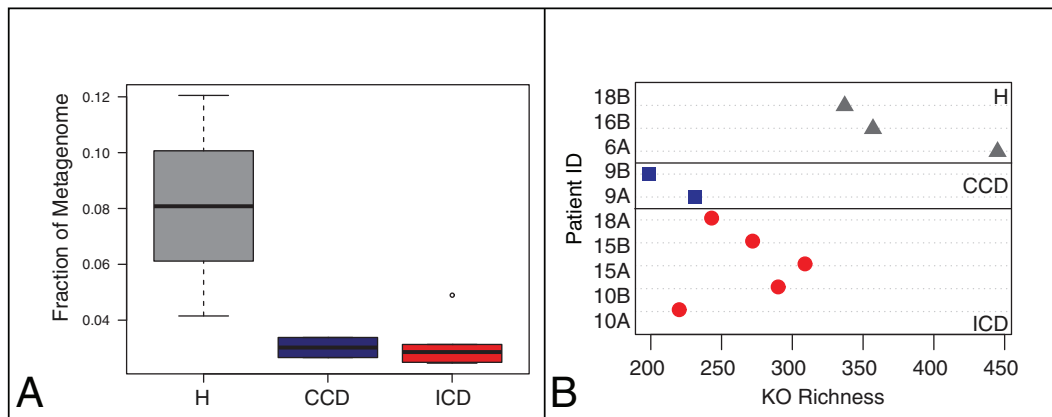 Fraction of Metagenome
0.12
0.10
0.08
0.06
0.04
H CCD ICD
A
Patient ID
18B
16B
6A
9B
9A
18A
15B
15A
10B
10A
H
CCD
ICD
200 250 300 350 400 450
KO Richness
B